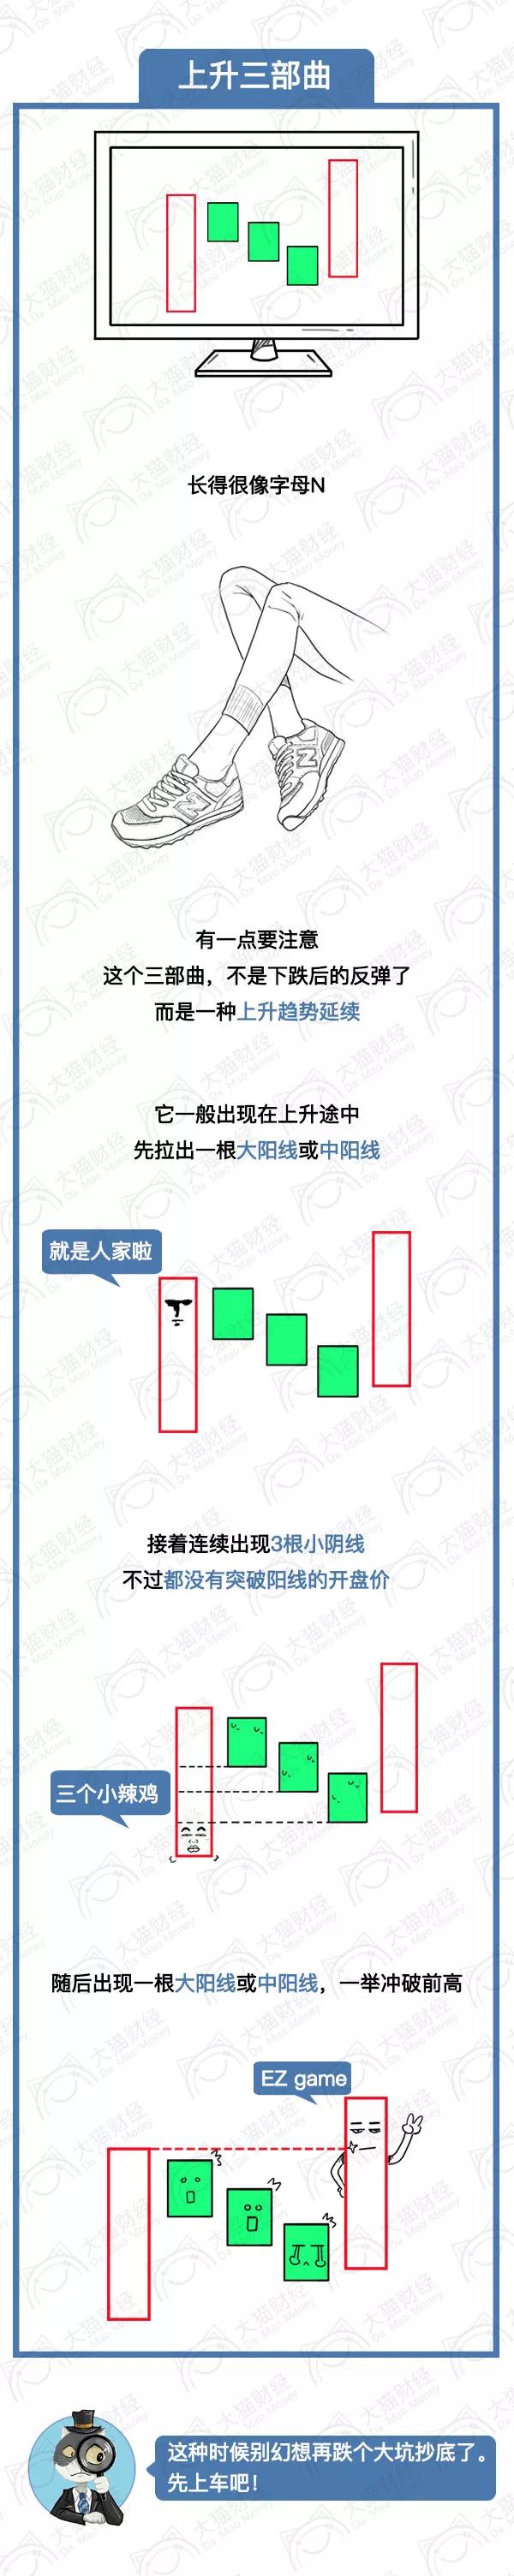 上升三部曲
长得很像字母N
N
N
有一点要注意
这个三部曲，不是下跌后的反弹了
而是一种上升趋势延续
它一般出现在上升途中
先拉出一根大阳线或中阳线
就是人家啦
接着连续出现3根小阴线
不过都没有突破阳线的开盘价
三个小辣鸡
随后出现一根大阳线或中阳线，一举冲破前高
EZ game
这种时候别幻想再跌个大坑抄底了。
先上车吧！
大猫财经
Da Mao Money